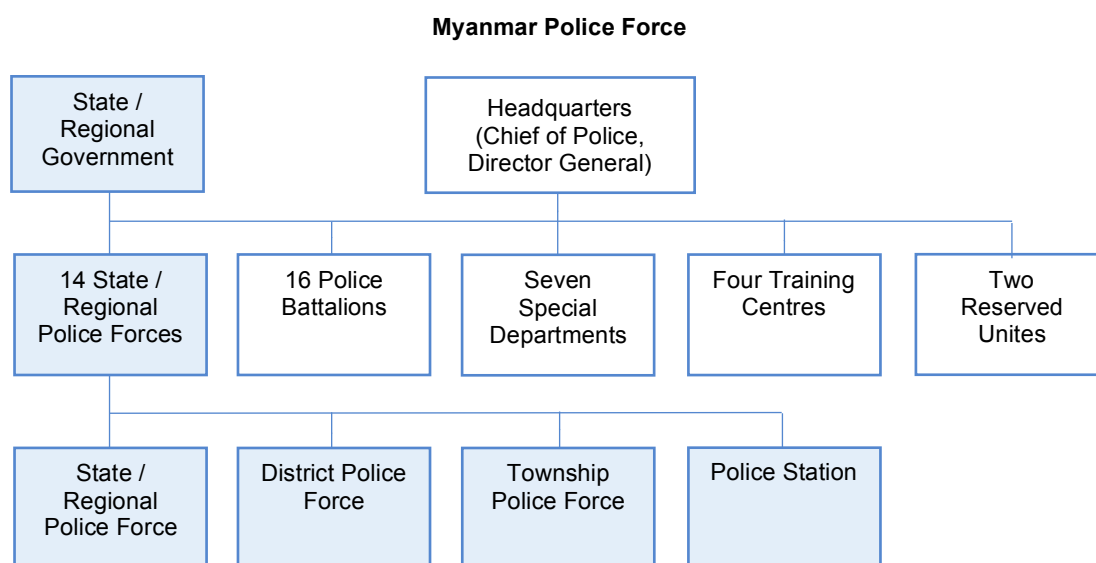 Myanmar Police Force
State /
Regional
Government
Headquarters
(Chief of Police,
Director General)
14 State /
Regional
Police Forces
16 Police
Battalions
Seven
Special
Departments
Four Training
Centres
Two
Reserved
Unites
State /
Regional
Police Force
District Police
Force
Township
Police Force
Police Station